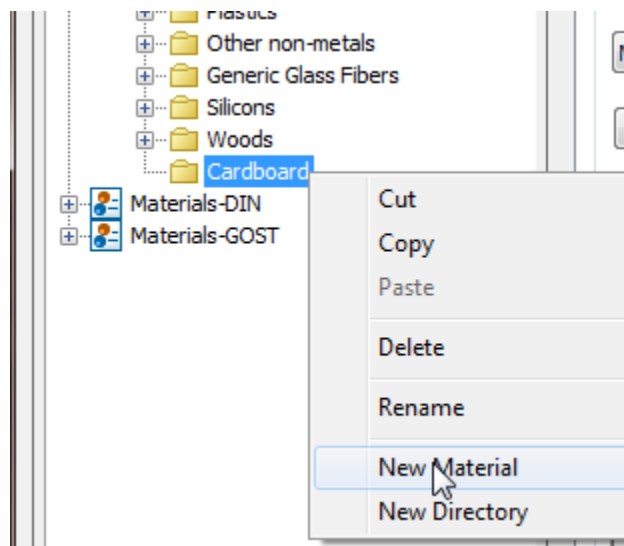 Plastics
Other non-metals
Generic Glass Fibers
Silicons
Woods
Cardboard
Materials-DIN
Materials-GOST
Cut
Copy
Paste
Delete
Rename
New Material
New Directory